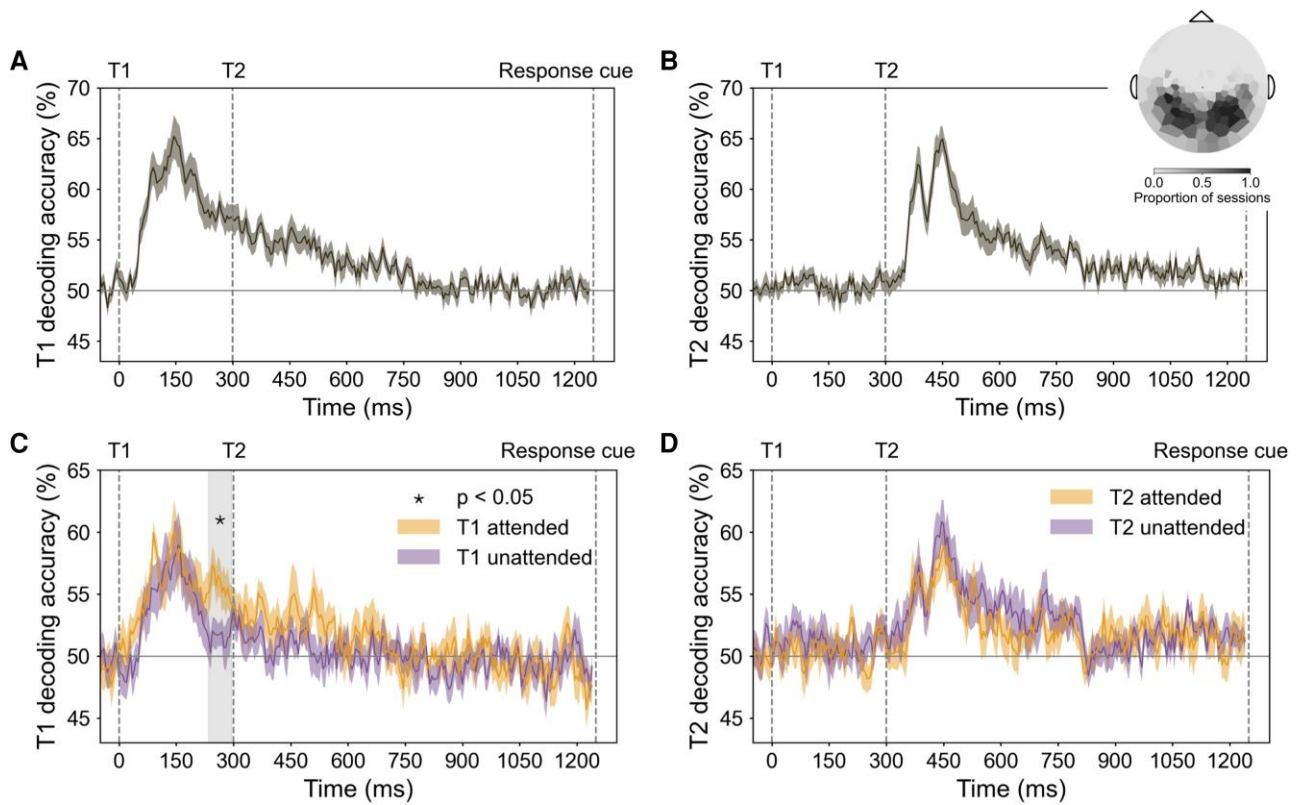 A
T1
T2
Response cue
T1 decoding accuracy (%)
70
65
60
55
50
45
0 150 300 450 600 750 900 1050 1200
Time (ms)
B
T1
T2
T2 decoding accuracy (%)
70
65
60
55
50
45
0 150 300 450 600 750 900 1050 1200
Time (ms)
0.0 0.5 1.0
Proportion of sessions
C
T1
T2
Response cue
T1 decoding accuracy (%)
65
60
55
50
45
* p < 0.05
T1 attended
T1 unattended
*
0 150 300 450 600 750 900 1050 1200
Time (ms)
D
T1
T2
Response cue
T2 decoding accuracy (%)
65
60
55
50
45
T2 attended
T2 unattended
0 150 300 450 600 750 900 1050 1200
Time (ms)